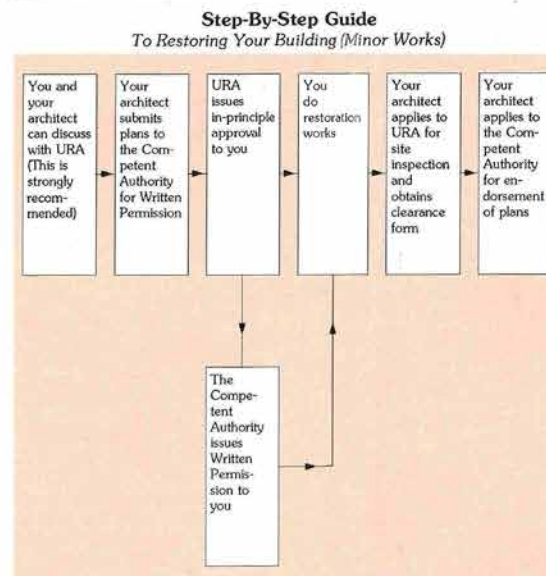 Step-By-Step Guide
To Restoring Your Building (Minor Works)
You and
your
architect
can discuss
with URA
(This is
strongly
recom-
mended)
Your
architect
submits
plans to
the Com-
petent
Authority
for Written
Permission
URA
issues
in-principle
approval
to you
You
do
restoration
works
Your
architect
applies to
URA for
site
inspection
and
obtains
clearance
form
Your
architect
applies to
the Com-
petent
Authority
for en-
dorsement
of plans
The
Compe-
tent
Authority
issues
Written
Permis-
sion to
you